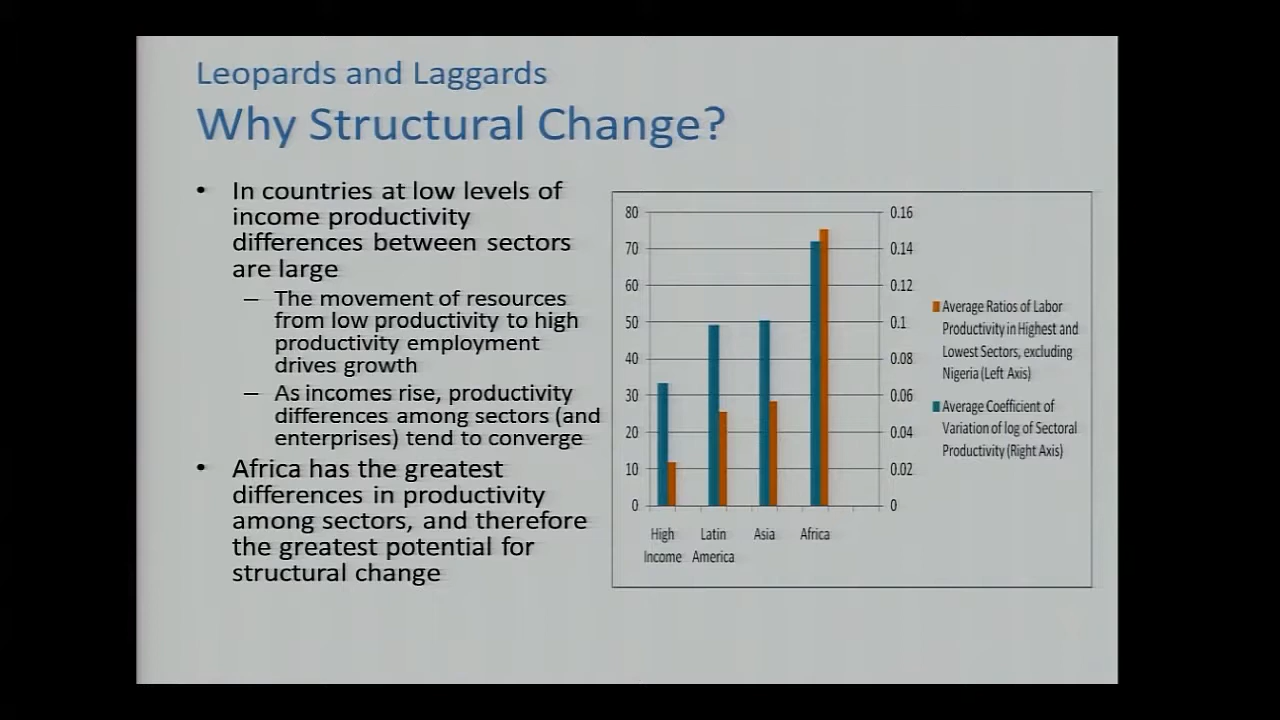 Leopards and Laggards
Why Structural Change?
• In countries at low levels of
income productivity
differences between sectors
are large
– The movement of resources
from low productivity to high
productivity employment
drives growth
– As incomes rise, productivity
differences among sectors (and
enterprises) tend to converge
• Africa has the greatest
differences in productivity
among sectors, and therefore
the greatest potential for
structural change
80
70
60
50
40
30
20
10
0
0.16
0.14
0.12
0.1
0.08
0.06
0.04
0.02
0
High
Income
Latin
America
Asia
Africa
Average Ratios of Labor
Productivity in Highest and
Lowest Sectors, excluding
Nigeria (Left Axis)
Average Coefficient of
Variation of log of Sectoral
Productivity (Right Axis)